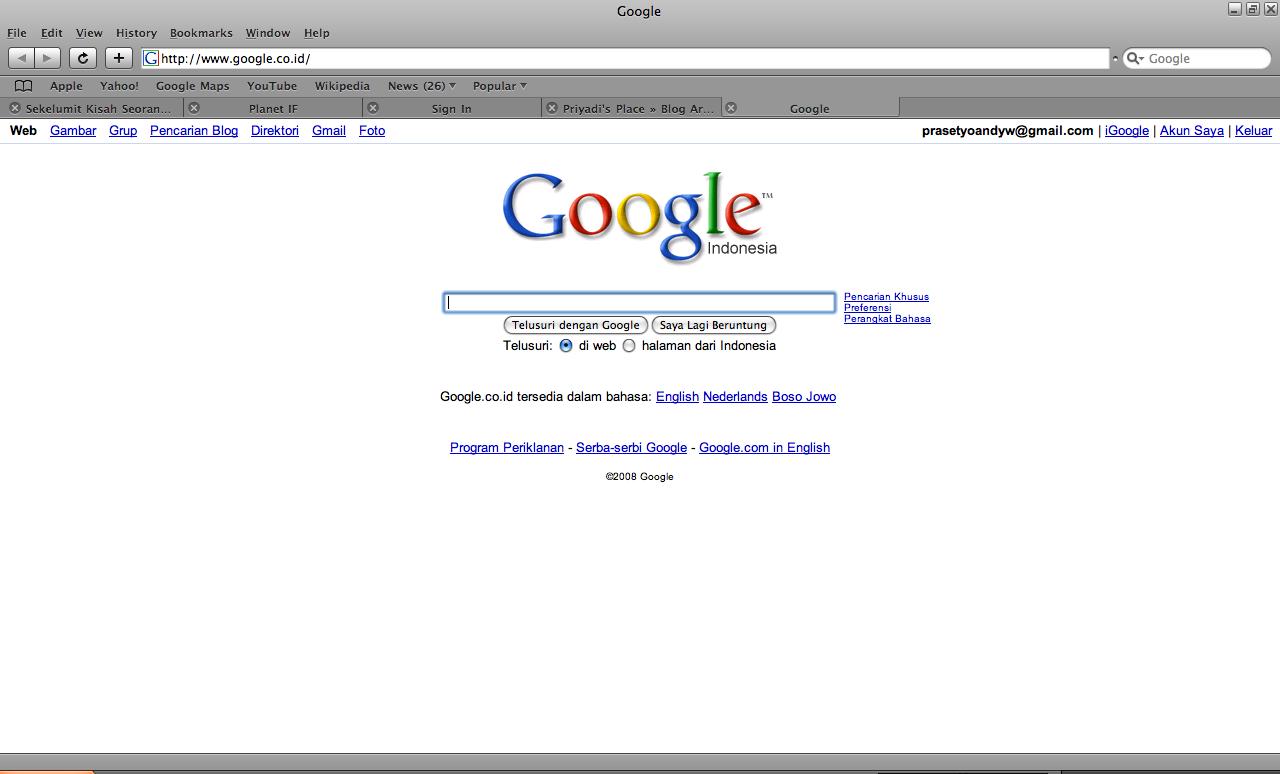 Google
File Edit View History Bookmarks Window Help
http://www.google.co.id/ Google
Apple Yahoo! Google Maps YouTube Wikipedia News (26) Popular
Sekelumit Kisah Seoran... Planet IF Sign In Priyadi's Place » Blog Ar... Google
Web Gambar Grup Pencarian Blog Direktori Gmail Foto prasetyoandyw@gmail.com | iGoogle | Akun Saya | Keluar
Google™
Indonesia
Pencarian Khusus
Preferensi
Perangkat Bahasa
Telusuri dengan Google Saya Lagi Beruntung
Telusuri: di web halaman dari Indonesia
Google.co.id tersedia dalam bahasa: English Nederlands Boso Jowo
Program Periklanan - Serba-serbi Google - Google.com in English
©2008 Google